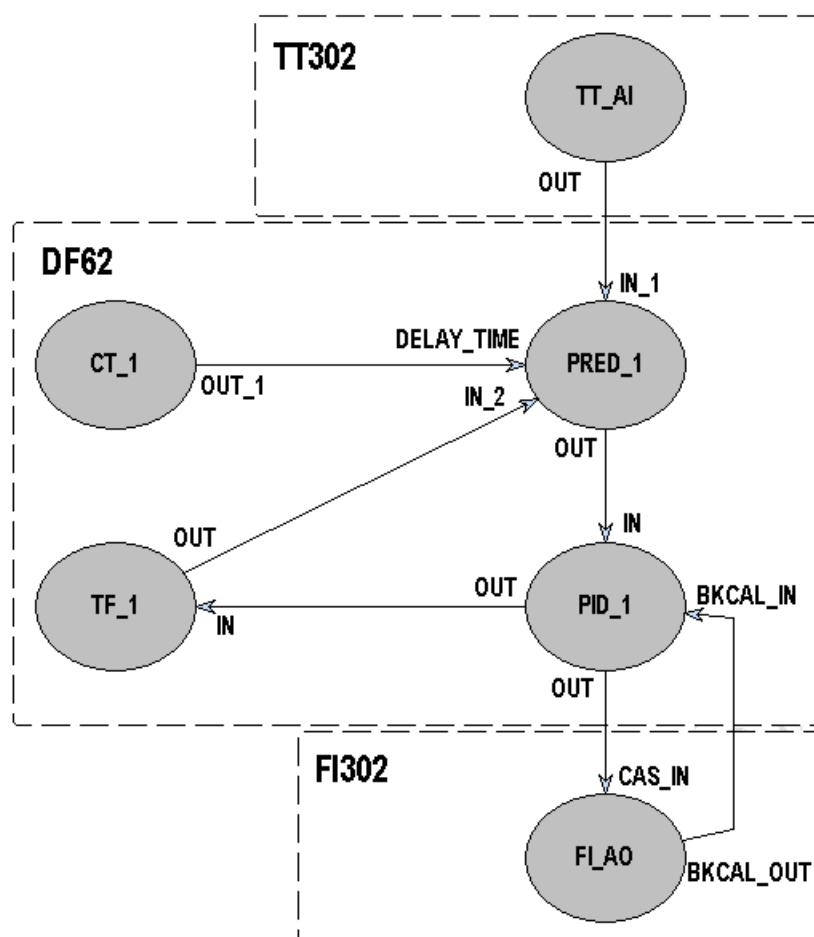 TT302
TT_AI
OUT
IN_1
DF62
CT_1
OUT_1
DELAY_TIME
PRED_1
IN_2
OUT
OUT
IN
TF_1
IN
OUT
PID_1
BKCAL_IN
OUT
FI302
CAS_IN
FI_AO
BKCAL_OUT